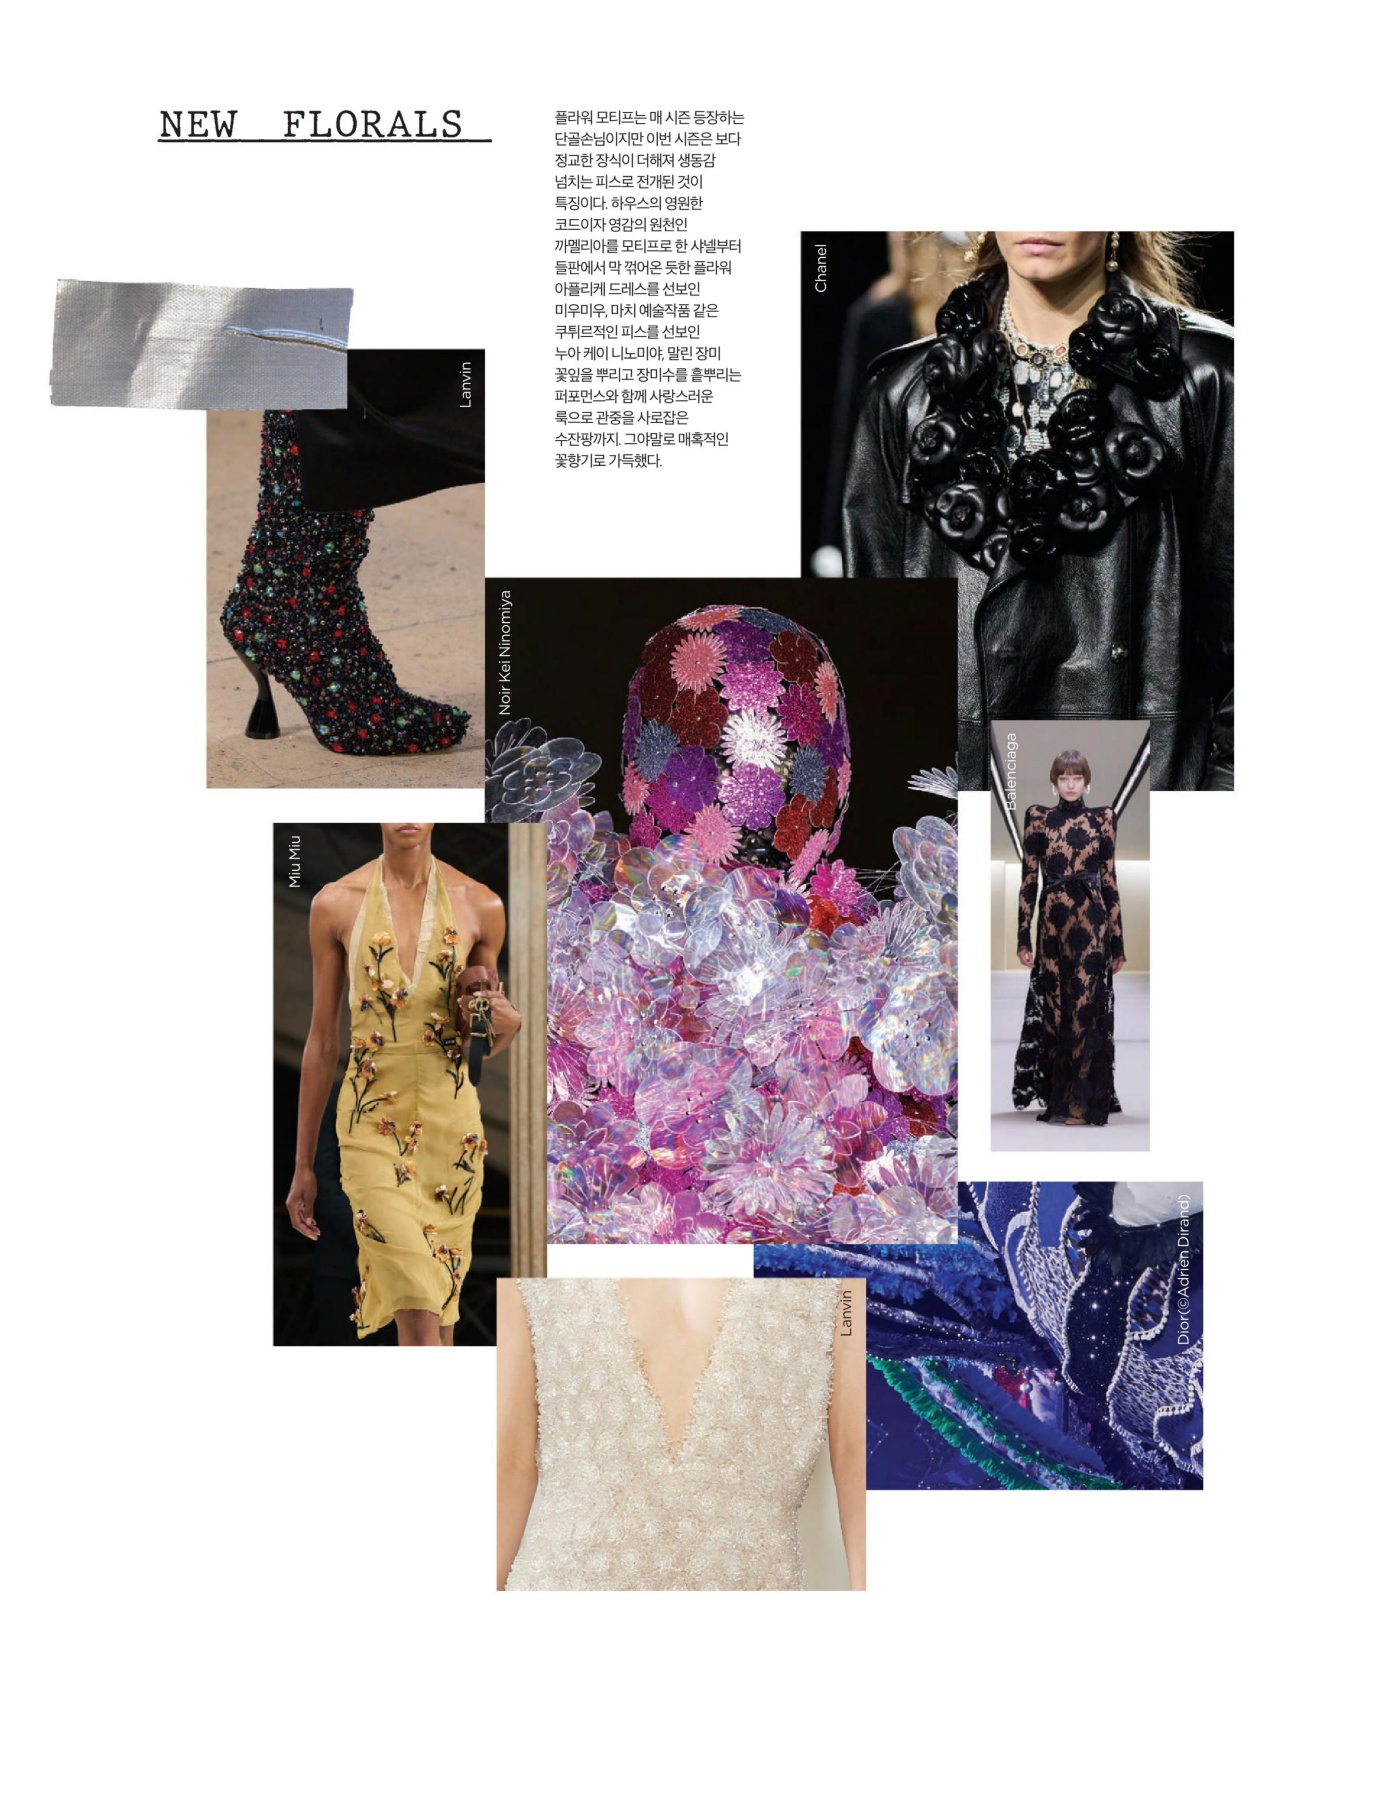 NEW FLORALS
플라워 모티프는 매 시즌 등장하는
단골손님이지만 이번 시즌은 보다
정교한 장식이 더해져 생동감
넘치는 피스로 전개된 것이
특징이다. 하우스의 영원한
코드이자 영감의 원천인
까멜리아를 모티프로 한 샤넬부터
들판에서 막 꺾어온 듯한 플라워
아플리케 드레스를 선보인
미우미우, 마치 예술작품 같은
쿠튀르적인 피스를 선보인
누아 케이 니노미야, 말린 장미
꽃잎을 뿌리고 장미수를 흩뿌리는
퍼포먼스와 함께 사랑스러운
룩으로 관중을 사로잡은
수잔팡까지. 그야말로 매혹적인
꽃향기로 가득했다.
Chanel
Lanvin
Noir Kei Ninomiya
Balenciaga
Miu Miu
Dior(©Adrien Dirand)
Lanvin